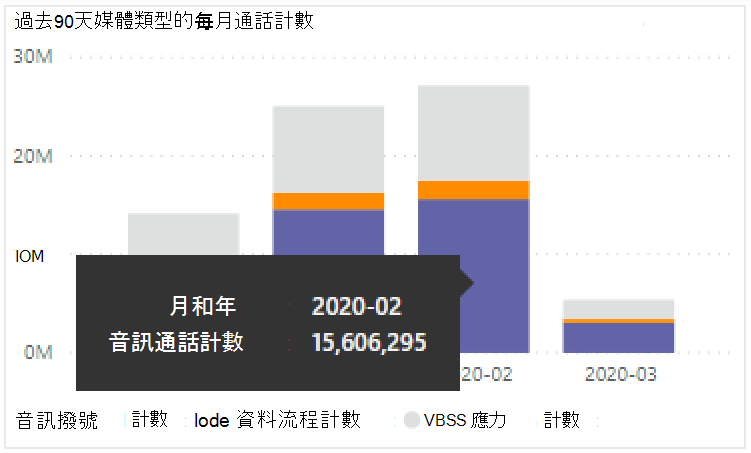 過去90天媒體類型的每月通話計數
30M
20M
IOM
0M
月和年 : 2020-02
音訊通話計數 : 15,606,295
20-02 2020-03
音訊撥號 計數 lode 資料流程計數 VBSS 應力 計數